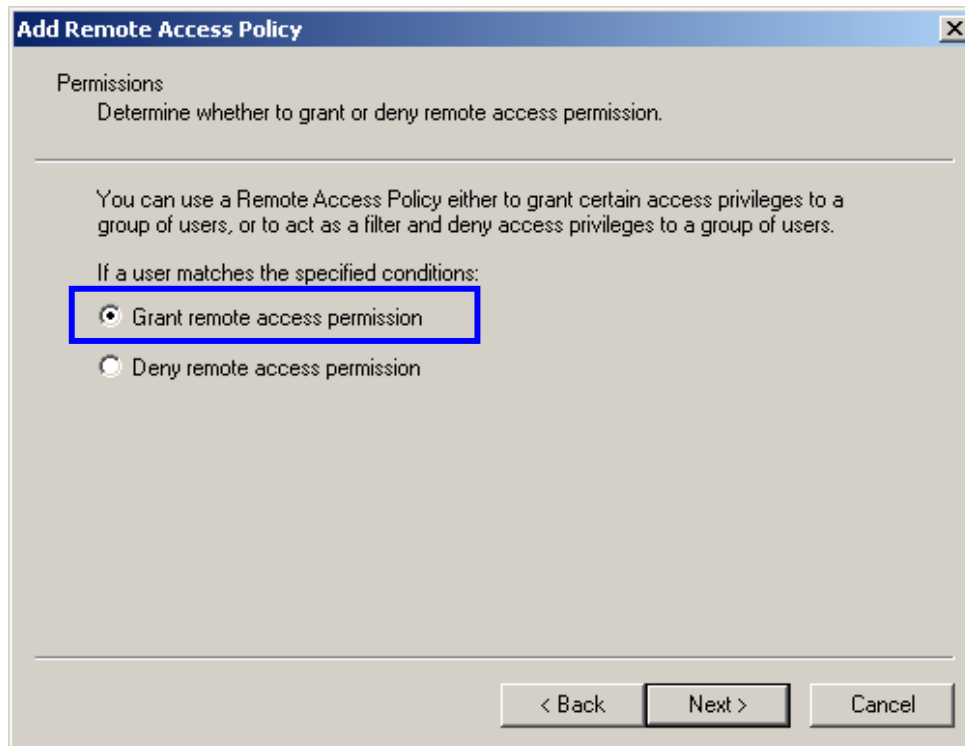 Add Remote Access Policy
Permissions
Determine whether to grant or deny remote access permission.
You can use a Remote Access Policy either to grant certain access privileges to a
group of users, or to act as a filter and deny access privileges to a group of users.
If a user matches the specified conditions:
Grant remote access permission
Deny remote access permission
< Back Next > Cancel